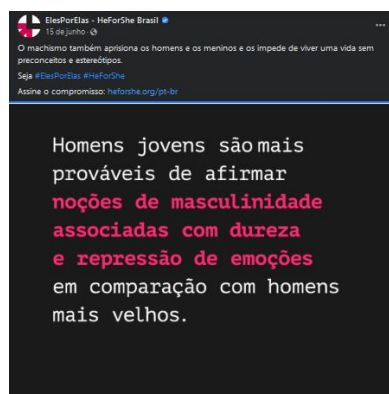 ElesPorElas - HeForShe Brasil
15 de junho ·
O machismo também aprisiona os homens e os meninos e os impede de viver uma vida sem
preconceitos e estereótipos.
Seja #ElesPorElas #HeForShe
Assine o compromisso: heforshe.org/pt-br
Homens jovens são mais
prováveis de afirmar
noções de masculinidade
associadas com dureza
e repressão de emoções
em comparação com homens
mais velhos.